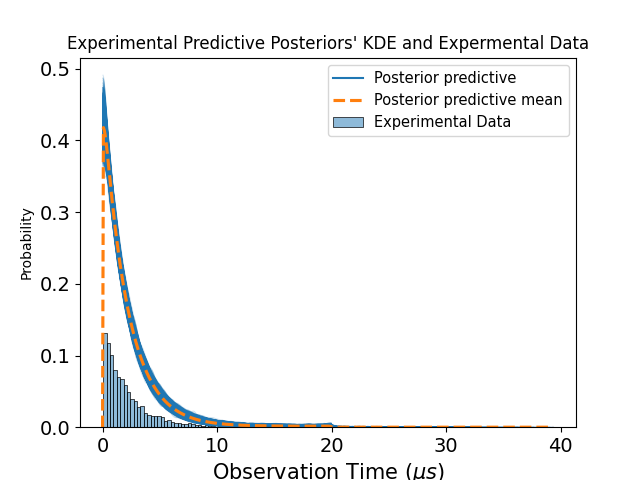 Experimental Predictive Posteriors' KDE and Expermental Data
Posterior predictive
Posterior predictive mean
Experimental Data
Probability
0.5
0.4
0.3
0.2
0.1
0.0
0 10 20 30 40
Observation Time (μs)